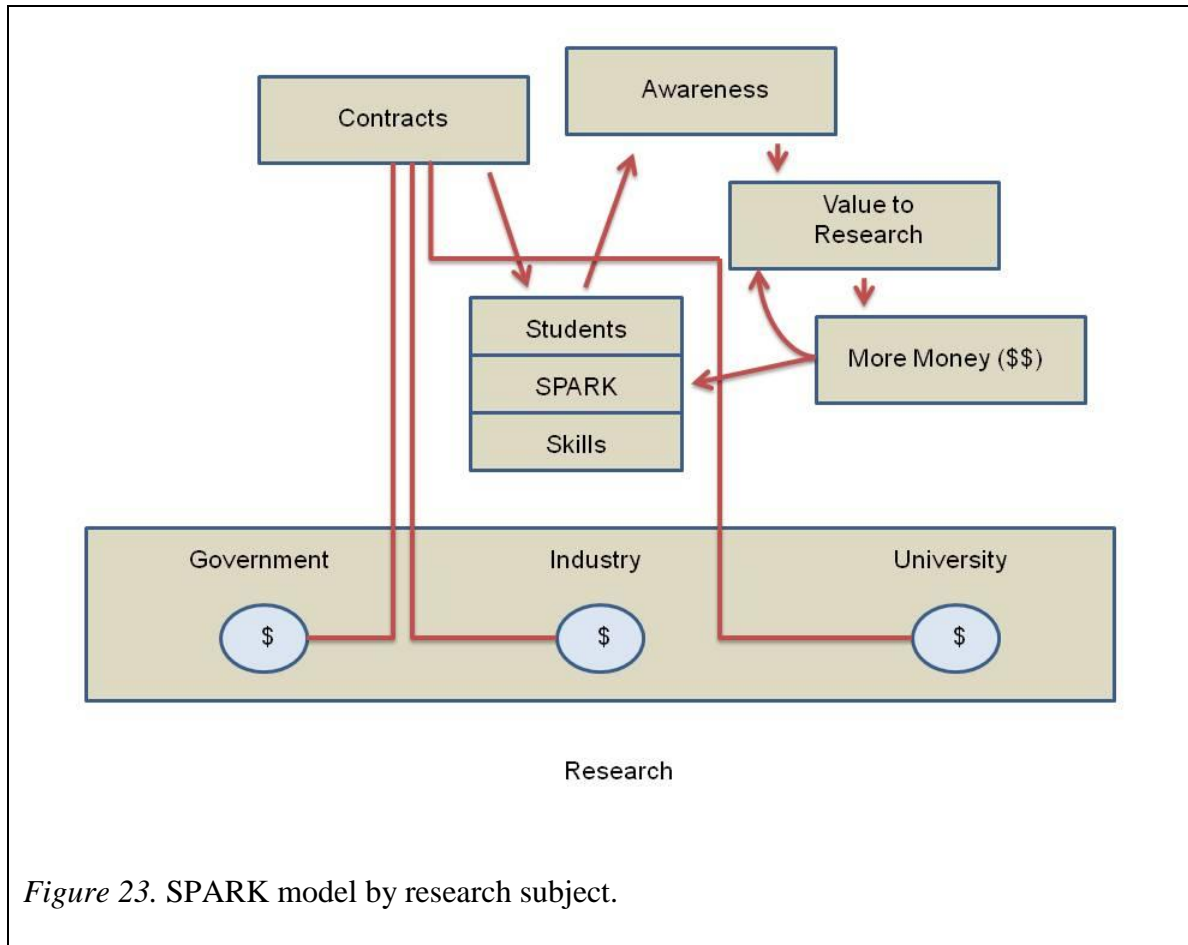 Awareness
Contracts
Value to
Research
Students
More Money ($$)
SPARK
Skills
Government
Industry
University
$
$
$
Research
Figure 23. SPARK model by research subject.